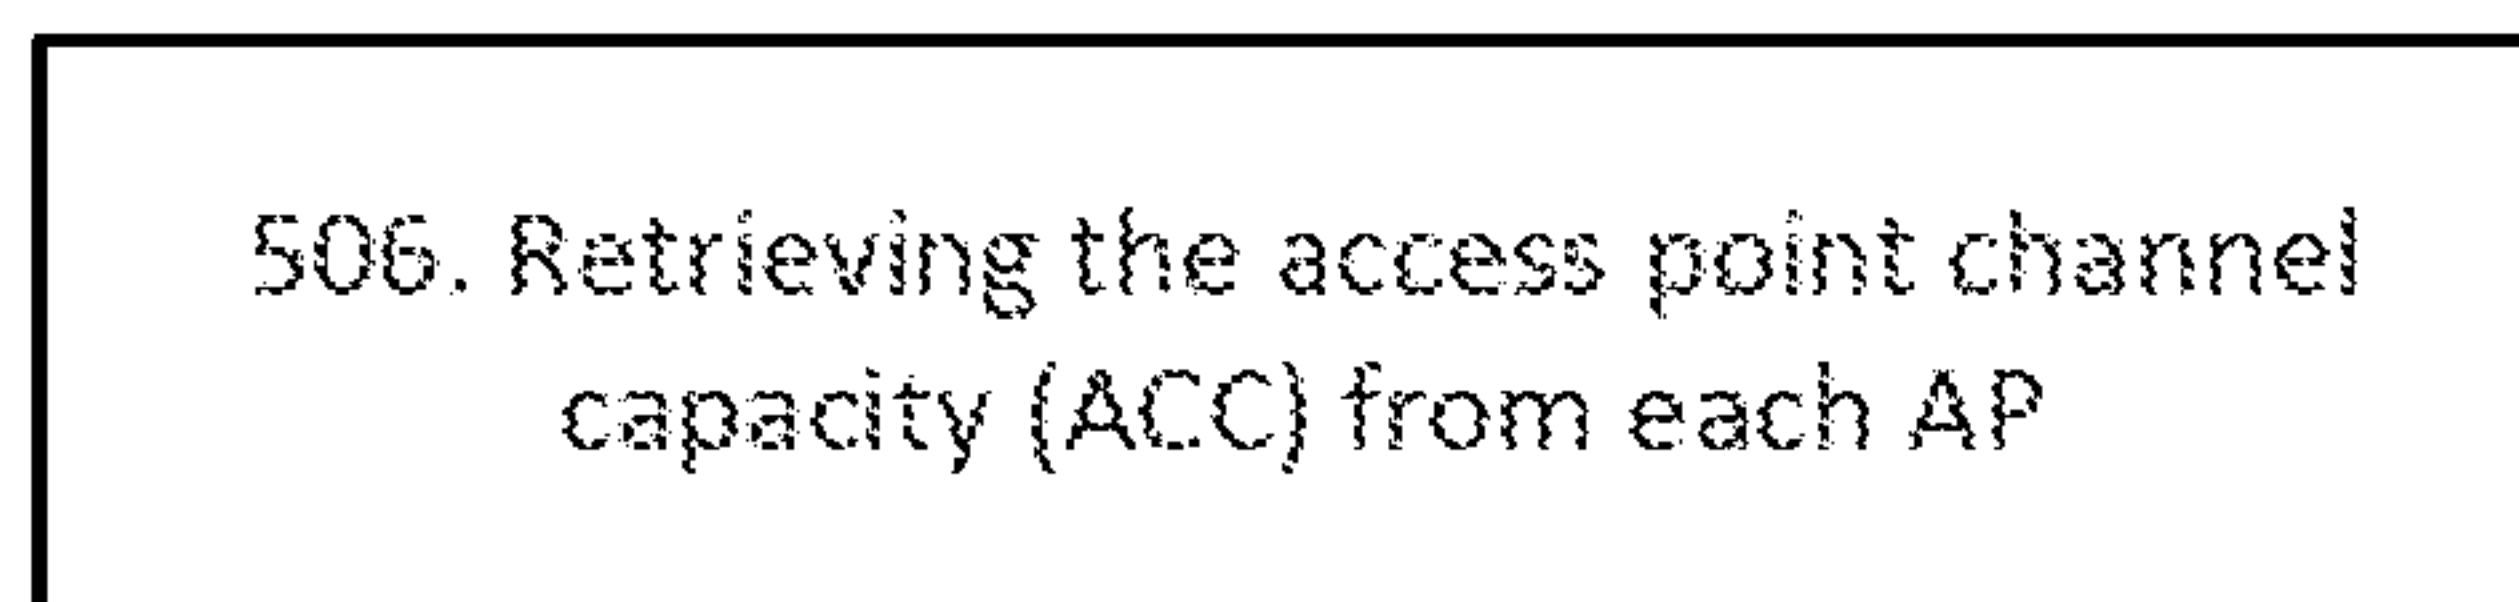 506. Retrieving the access point channel
capacity (ACC) from each AP